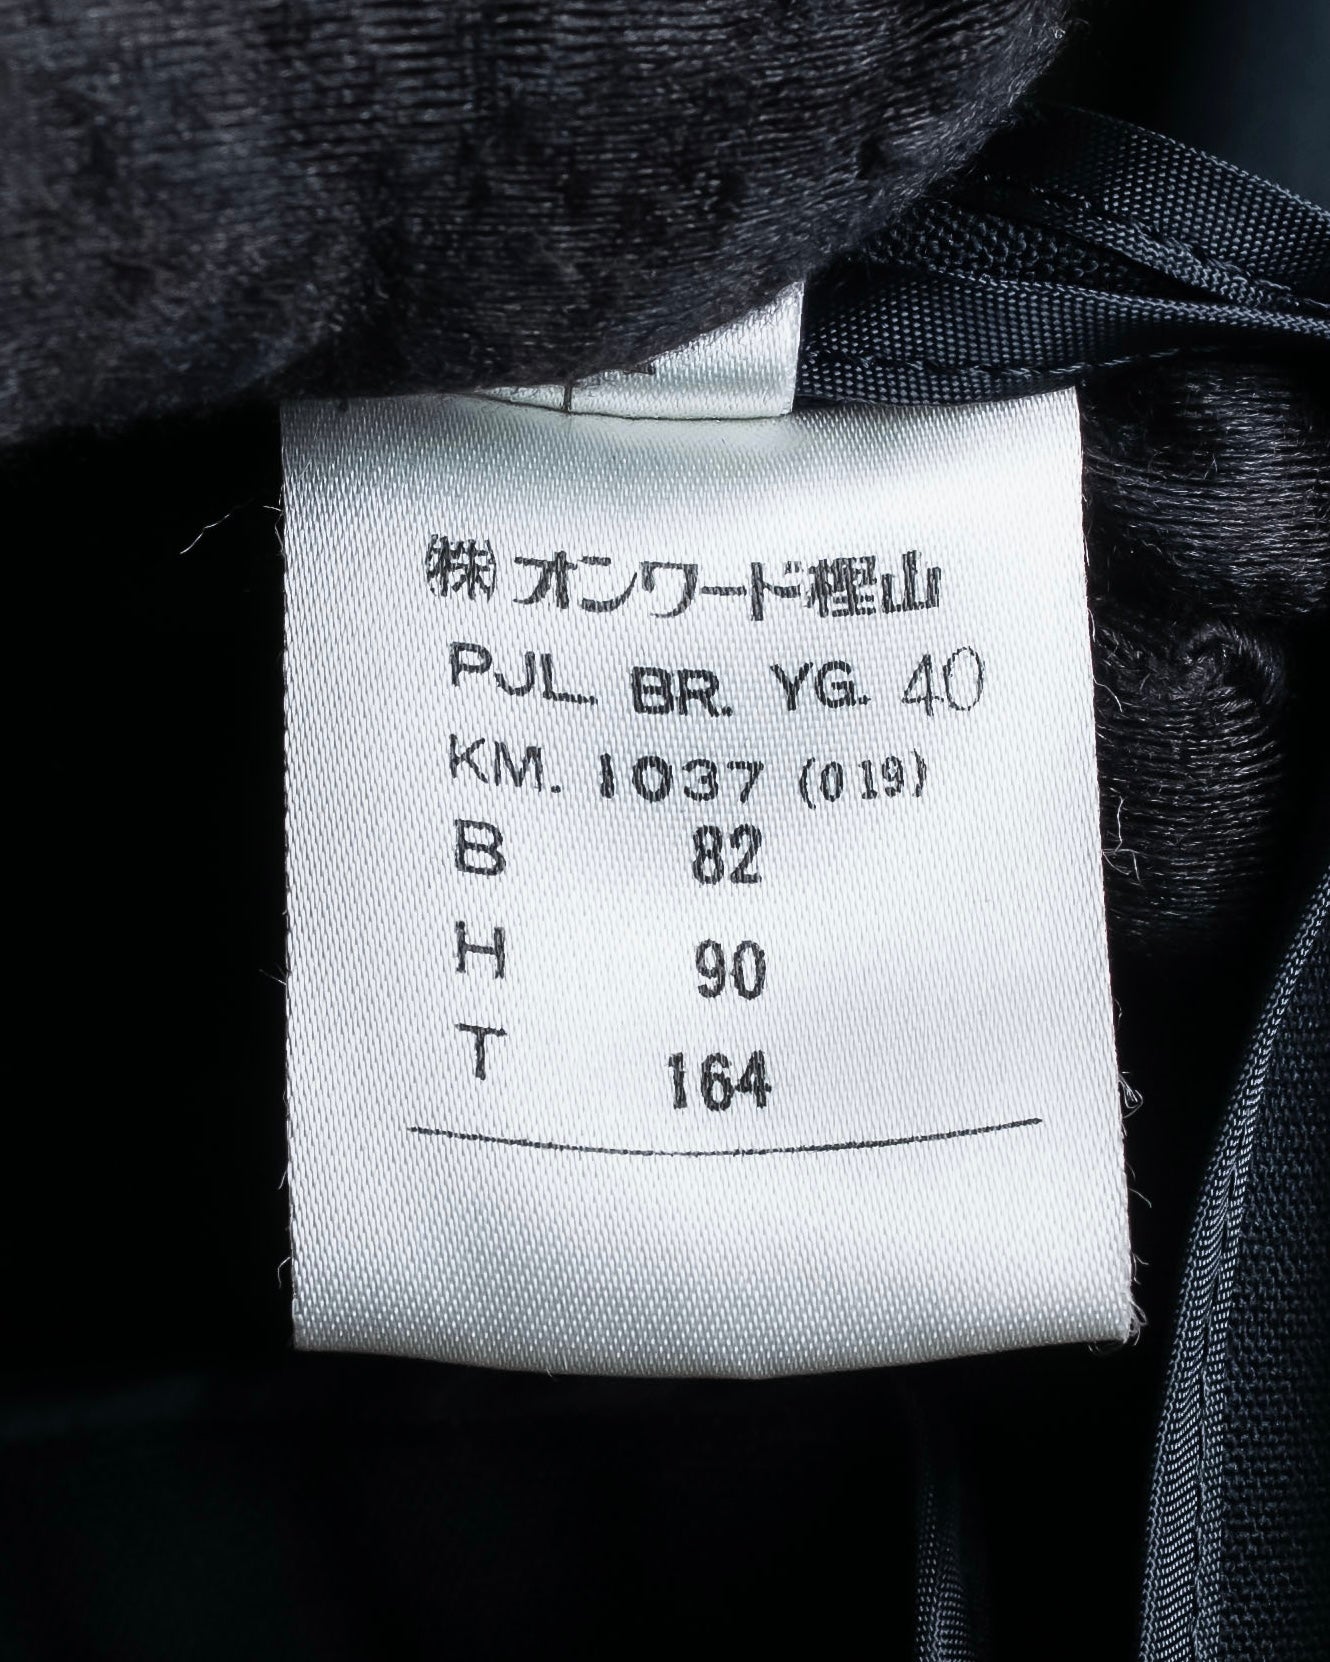 ㈱オンワード樫山
PJL. BR. YG. 40
KM. 1037 (019)
B 82
H 90
T 164